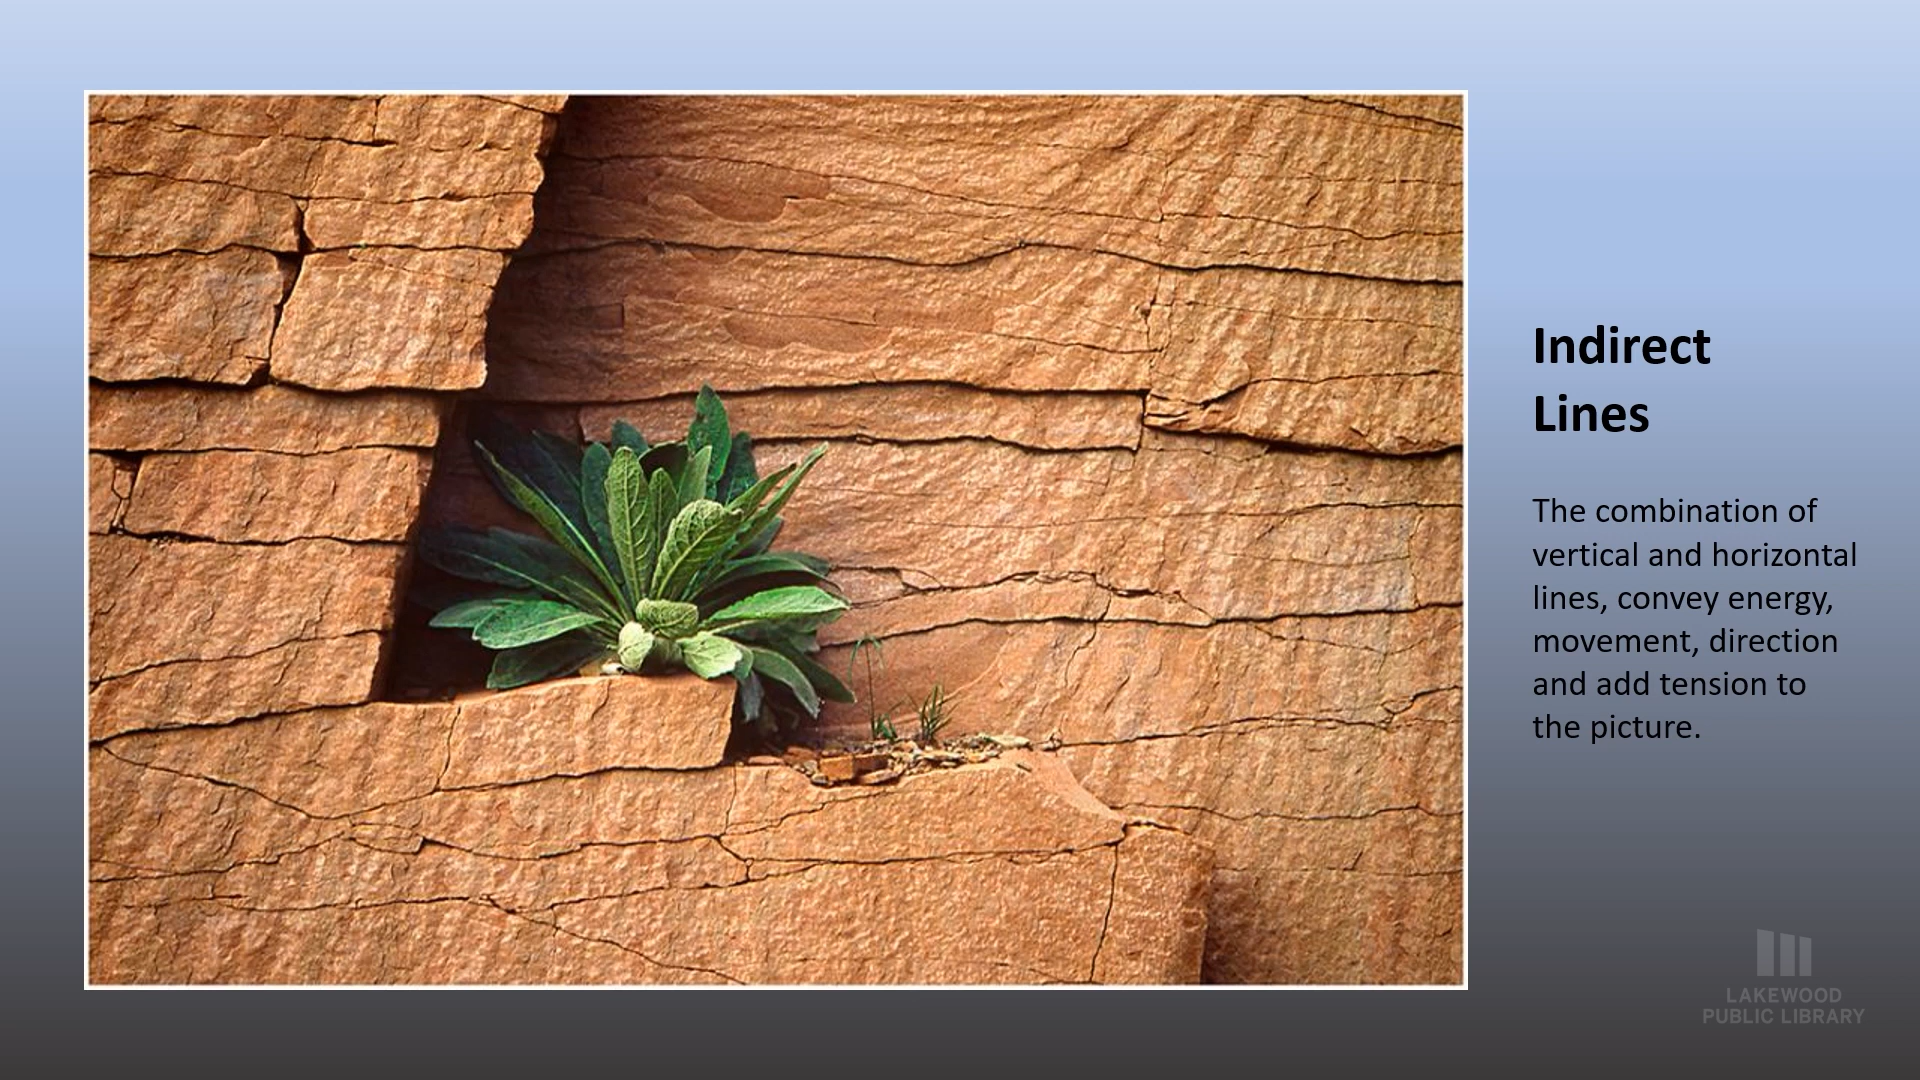 Indirect
Lines
The combination of
vertical and horizontal
lines, convey energy,
movement, direction
and add tension to
the picture.
LAKEWOOD
PUBLIC LIBRARY